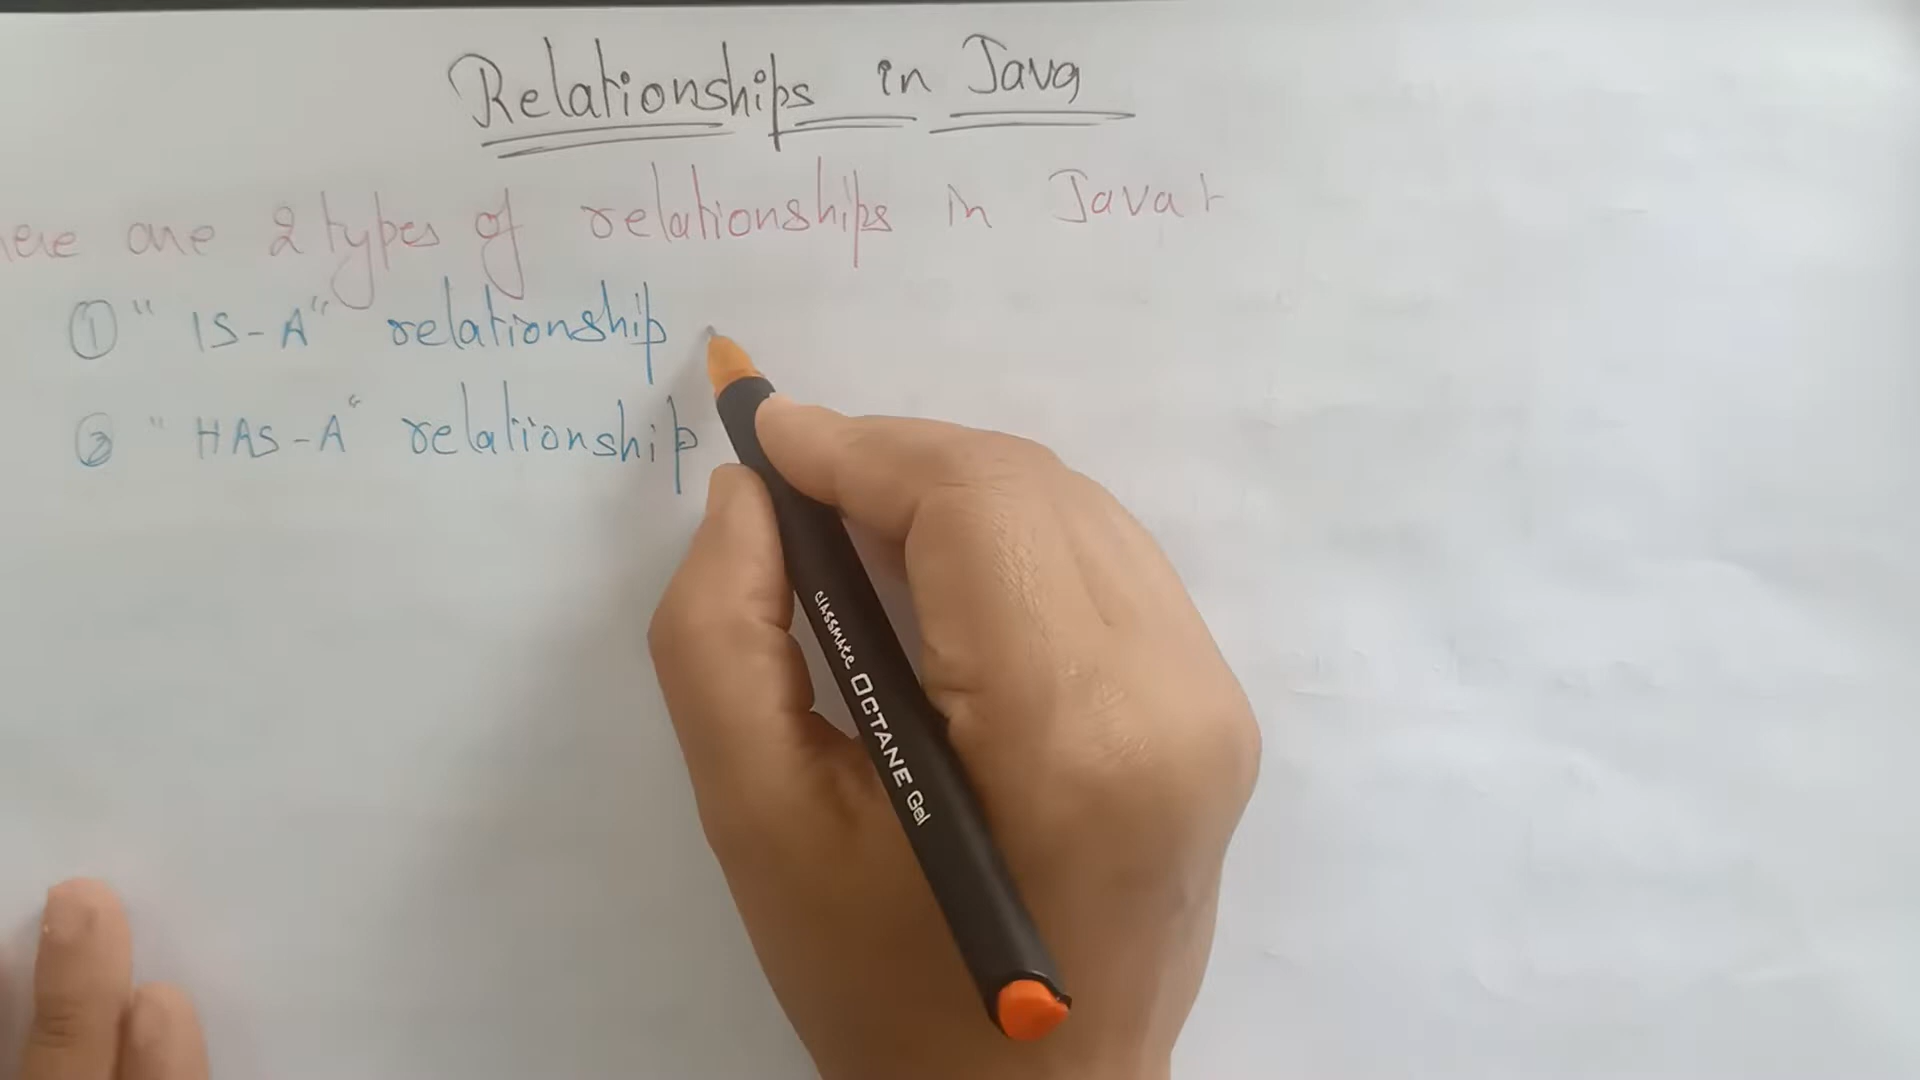 Relationships in Java
here are 2 types of relationships in Java :-
① "IS-A" relationship
② "HAS-A" relationship
classmate OCTANE Gel